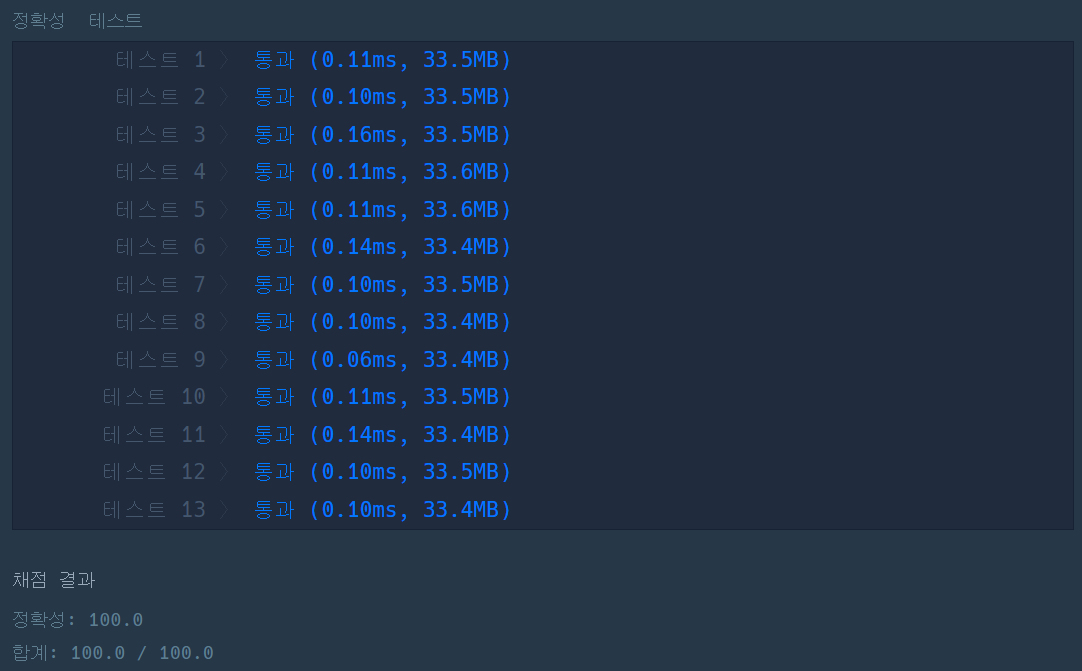 정확성 테스트
테스트 1 〉 통과 (0.11ms, 33.5MB)
테스트 2 〉 통과 (0.10ms, 33.5MB)
테스트 3 〉 통과 (0.16ms, 33.5MB)
테스트 4 〉 통과 (0.11ms, 33.6MB)
테스트 5 〉 통과 (0.11ms, 33.6MB)
테스트 6 〉 통과 (0.14ms, 33.4MB)
테스트 7 〉 통과 (0.10ms, 33.5MB)
테스트 8 〉 통과 (0.10ms, 33.4MB)
테스트 9 〉 통과 (0.06ms, 33.4MB)
테스트 10 〉 통과 (0.11ms, 33.5MB)
테스트 11 〉 통과 (0.14ms, 33.4MB)
테스트 12 〉 통과 (0.10ms, 33.5MB)
테스트 13 〉 통과 (0.10ms, 33.4MB)
채점 결과
정확성: 100.0
합계: 100.0 / 100.0